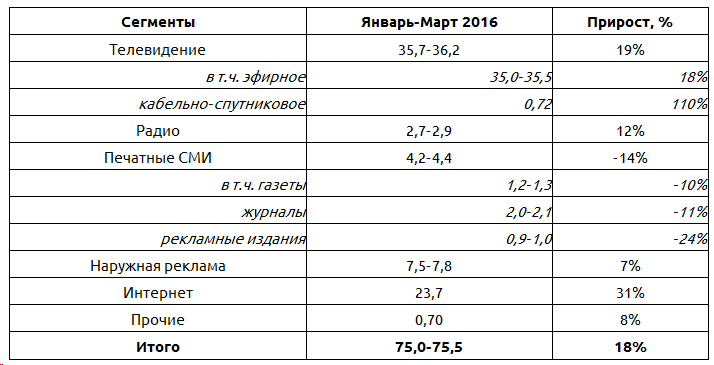 Сегменты Январь-Март 2016 Прирост, %
Телевидение 35,7-36,2 19%
в т.ч. эфирное 35,0-35,5 18%
кабельно-спутниковое 0,72 110%
Радио 2,7-2,9 12%
Печатные СМИ 4,2-4,4 -14%
в т.ч. газеты 1,2-1,3 -10%
журналы 2,0-2,1 -11%
рекламные издания 0,9-1,0 -24%
Наружная реклама 7,5-7,8 7%
Интернет 23,7 31%
Прочие 0,70 8%
Итого 75,0-75,5 18%